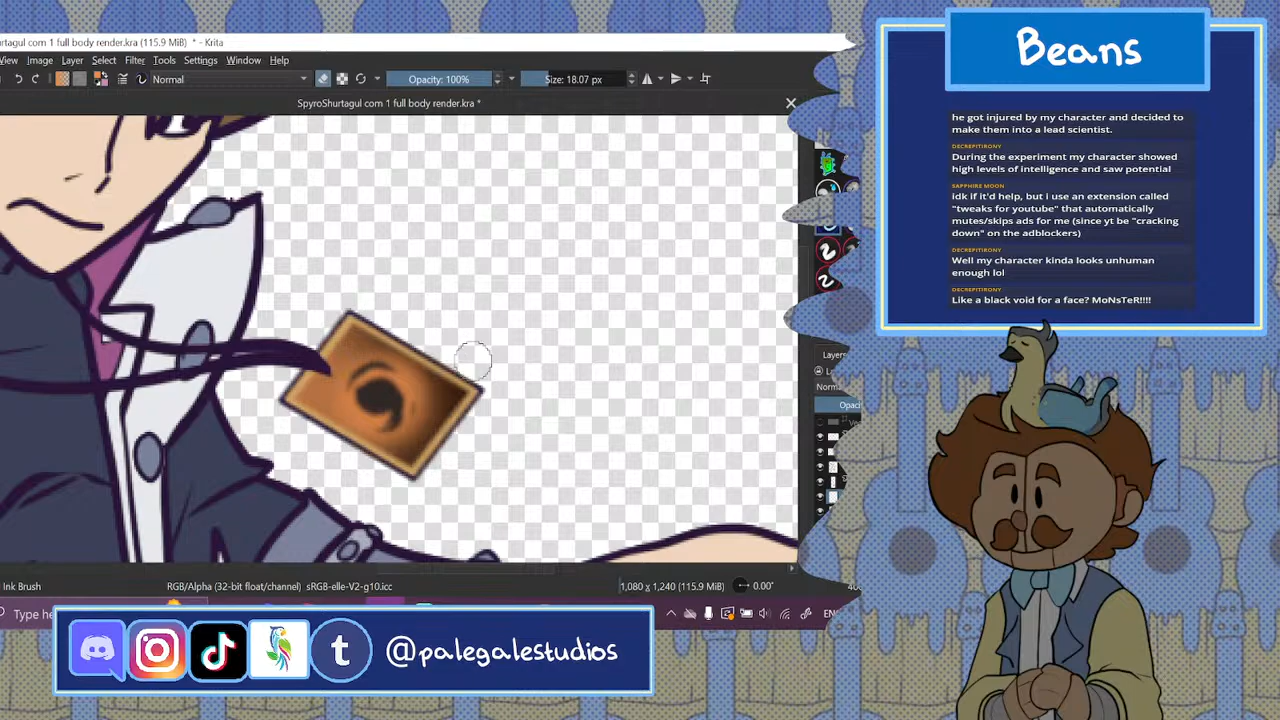 urtagul com 1 full body render.kra (115.9 MiB) * - Krita
View Image Layer Select Filter Tools Settings Window Help
Normal Opacity: 100% Size: 18.07 px
SpyroShurtagul com 1 full body render.kra *
Beans
he got injured by my character and decided to
make them into a lead scientist.
DECREPITIRONY
During the experiment my character showed
high levels of intelligence and saw potential
SAPPHIRE MOON
idk if it'd help, but i use an extension called
"tweaks for youtube" that automatically
mutes/skips ads for me (since yt be "cracking
down" on the adblockers)
DECREPITIRONY
Well my character kinda looks unhuman
enough lol
DECREPITIRONY
Like a black void for a face? MoNsTeR!!!!
Layers
Norma
Opaci
Ink Brush RGB/Alpha (32-bit float/channel) sRGB-elle-V2-g10.icc 1,080 x 1,240 (115.9 MiB) 0.00°
Type he
t @palegalestudios